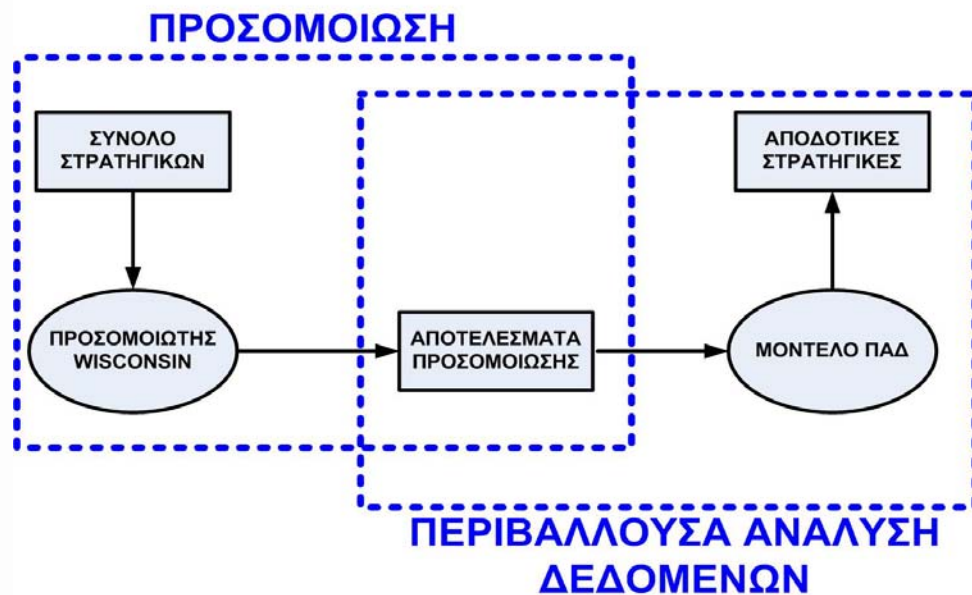 ΠΡΟΣΟΜΟΙΩΣΗ
ΣΥΝΟΛΟ
ΣΤΡΑΤΗΓΙΚΩΝ
ΑΠΟΔΟΤΙΚΕΣ
ΣΤΡΑΤΗΓΙΚΕΣ
ΠΡΟΣΟΜΟΙΩΤΗΣ
WISCONSIN
ΑΠΟΤΕΛΕΣΜΑΤΑ
ΠΡΟΣΟΜΟΙΩΣΗΣ
ΜΟΝΤΕΛΟ ΠΑΔ
ΠΕΡΙΒΑΛΛΟΥΣΑ ΑΝΑΛΥΣΗ
ΔΕΔΟΜΕΝΩΝ